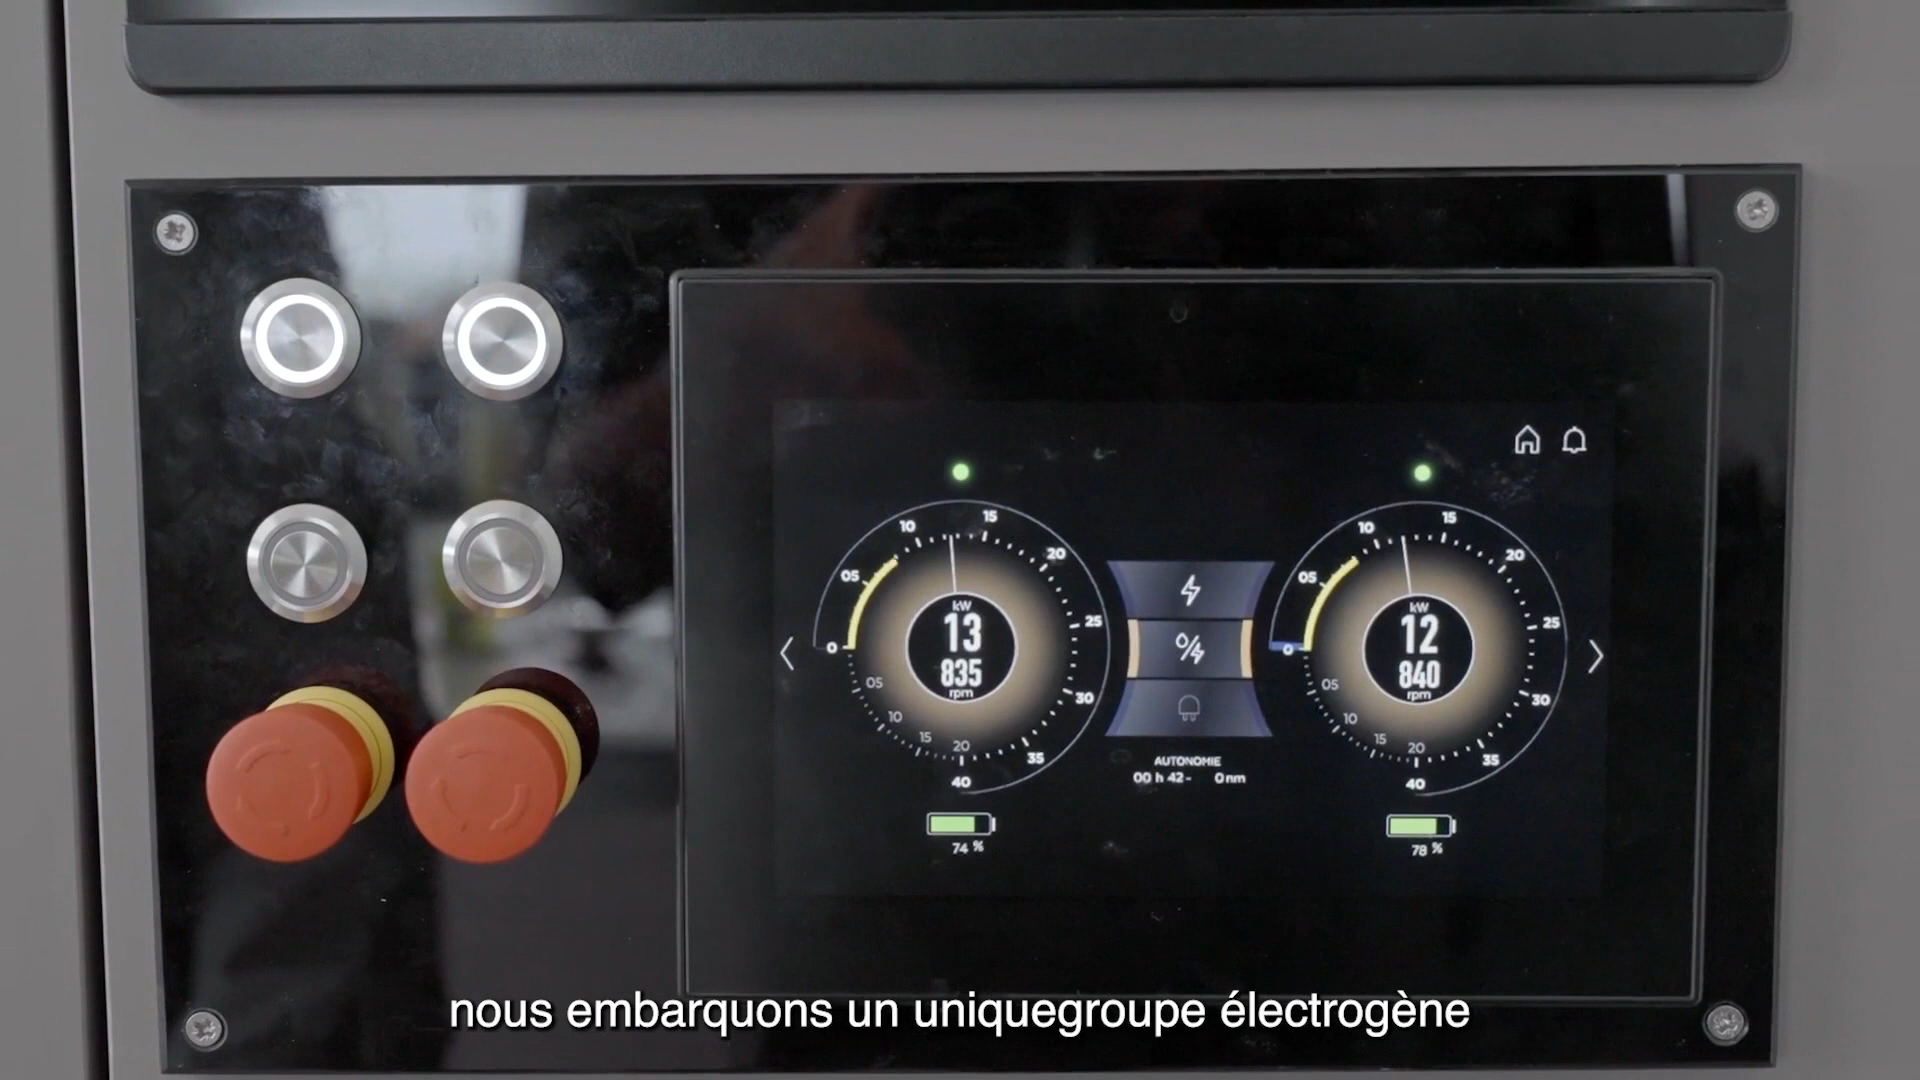 10 15 20 25 30 35 40
05 0 05 10 15 20
kW
13
835
rpm
74 %
AUTONOMIE
00 h 42- 0 nm
10 15 20 25 30 35 40
05 0 05 10 15 20
kW
12
840
rpm
78 %
nous embarquons un uniquegroupe électrogène